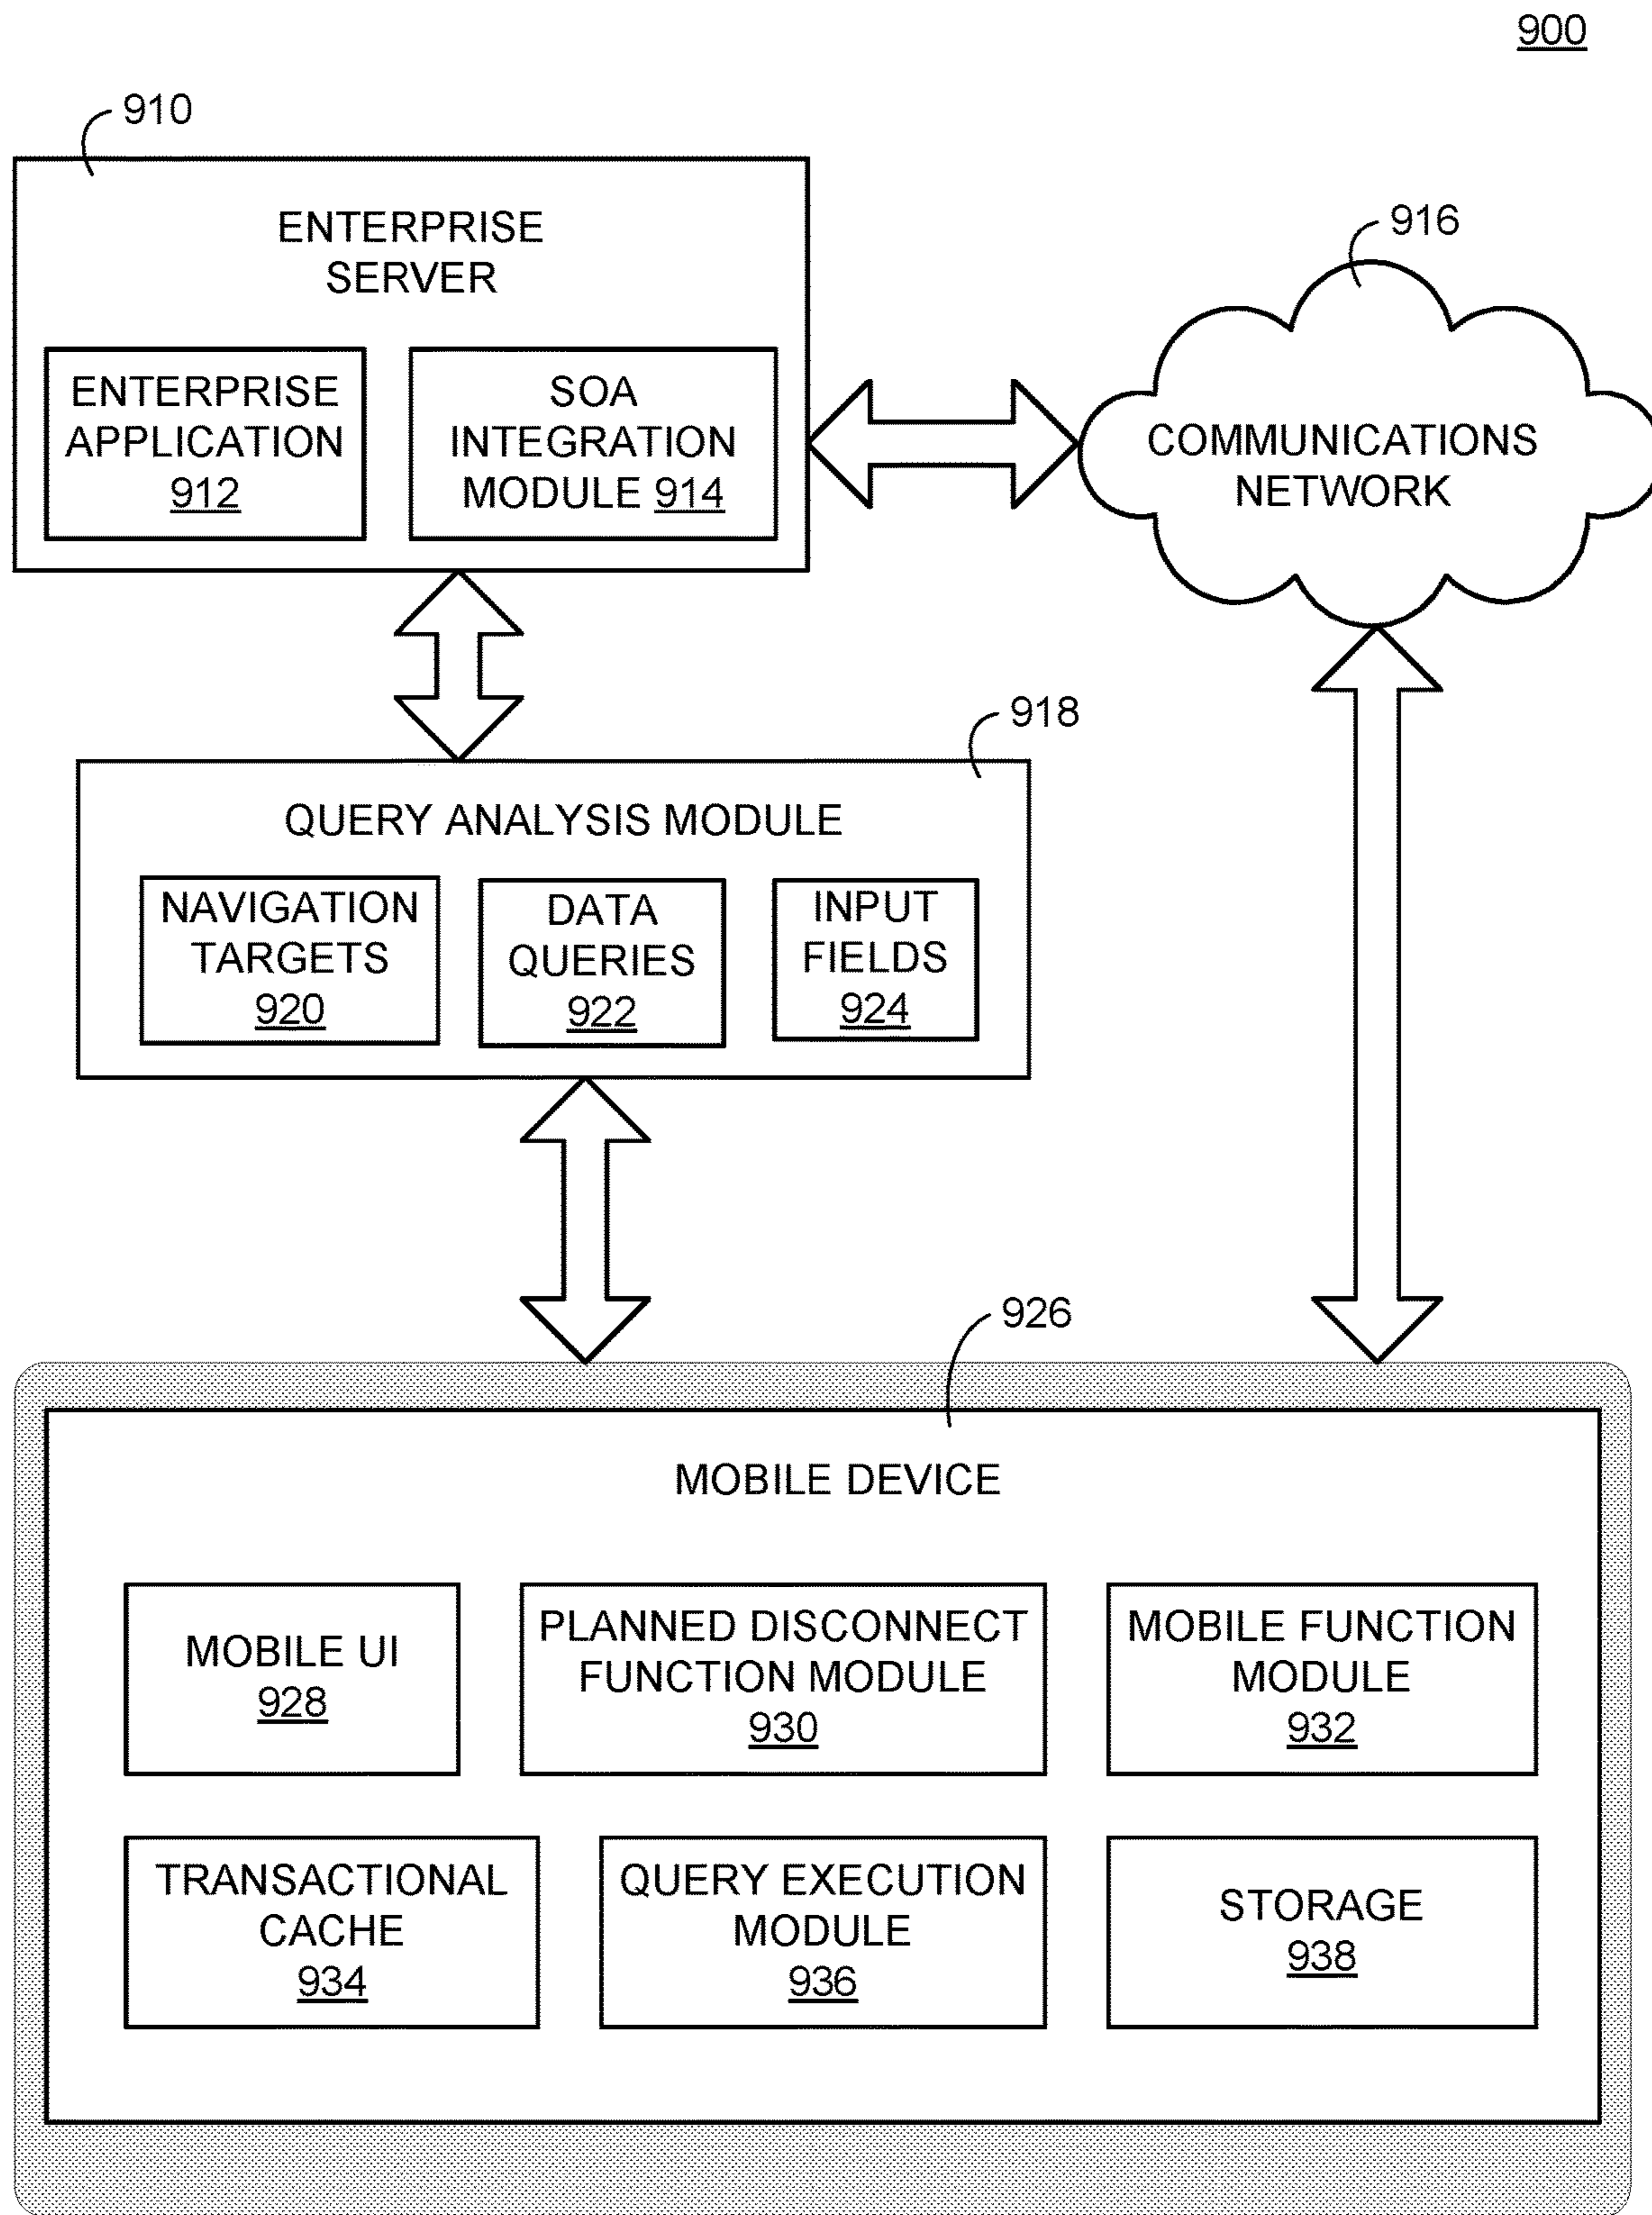 900
910
ENTERPRISE
SERVER
916
ENTERPRISE
APPLICATION
912
SOA
INTEGRATION
MODULE 914
COMMUNICATIONS
NETWORK
918
QUERY ANALYSIS MODULE
NAVIGATION
TARGETS
920
DATA
QUERIES
922
INPUT
FIELDS
924
926
MOBILE DEVICE
MOBILE UI
928
PLANNED DISCONNECT
FUNCTION MODULE
930
MOBILE FUNCTION
MODULE
932
TRANSACTIONAL
CACHE
934
QUERY EXECUTION
MODULE
936
STORAGE
938